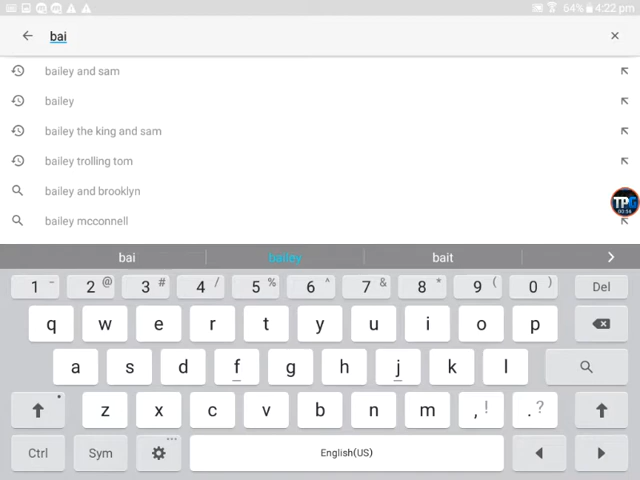 64% 4:22 pm
bai
bailey and sam
bailey
bailey the king and sam
bailey trolling tom
bailey and brooklyn
TPG
00:34
bailey mcconnell
bai bailey bait
1 - 2 @ 3 # 4 / 5 % 6 ^ 7 & 8 * 9 ( 0 ) Del
q w e r t y u i o p
a s d f g h j k l
z x c v b n m , ! . ?
Ctrl Sym English(US)